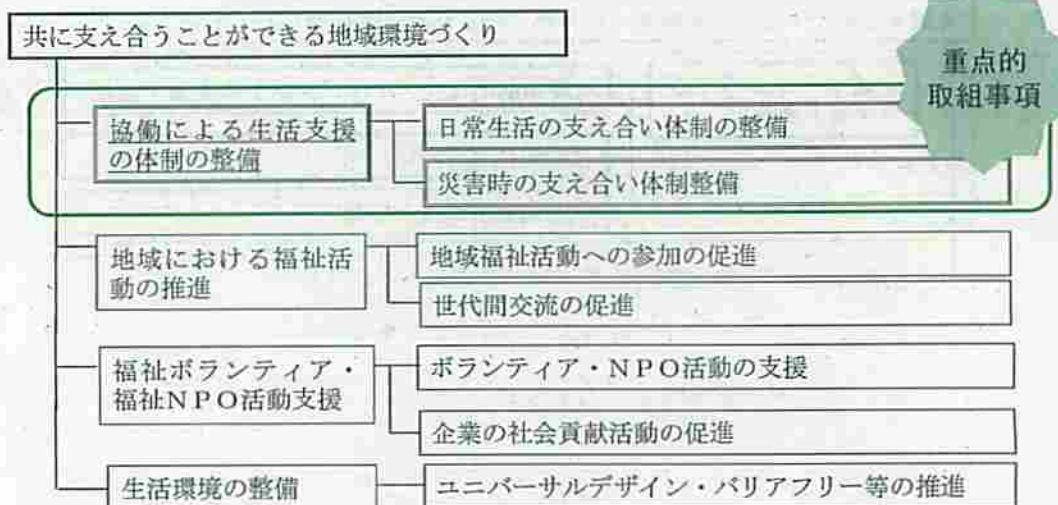 共に支え合うことができる地域環境づくり
重点的
取組事項
協働による生活支援
の体制の整備
日常生活の支え合い体制の整備
災害時の支え合い体制整備
地域における福祉活
動の推進
地域福祉活動への参加の促進
世代間交流の促進
福祉ボランティア・
福祉NPO活動支援
ボランティア・NPO活動の支援
企業の社会貢献活動の促進
生活環境の整備
ユニバーサルデザイン・バリアフリー等の推進